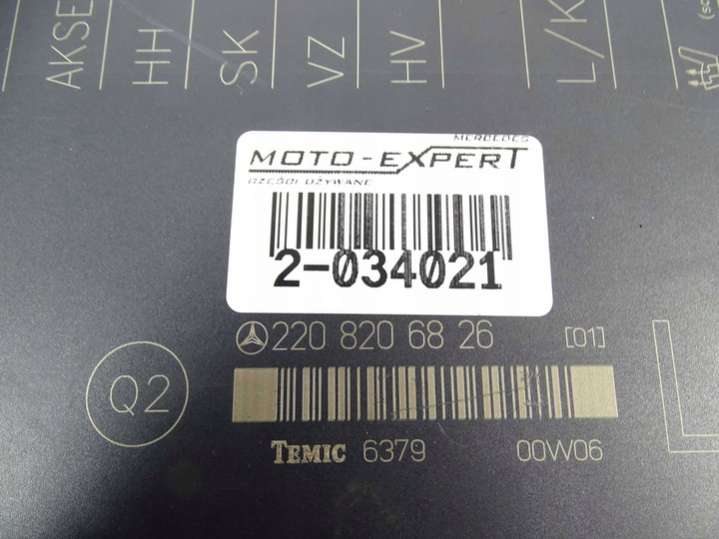 AKSE
HH
SK
VZ
HV
L/K
(sc
MERCEDES
MOTO-EXPERT
CZĘŚCI UŻYWANE
2-034021
220 820 68 26 [01]
Q2
TEMIC 6379 00W06